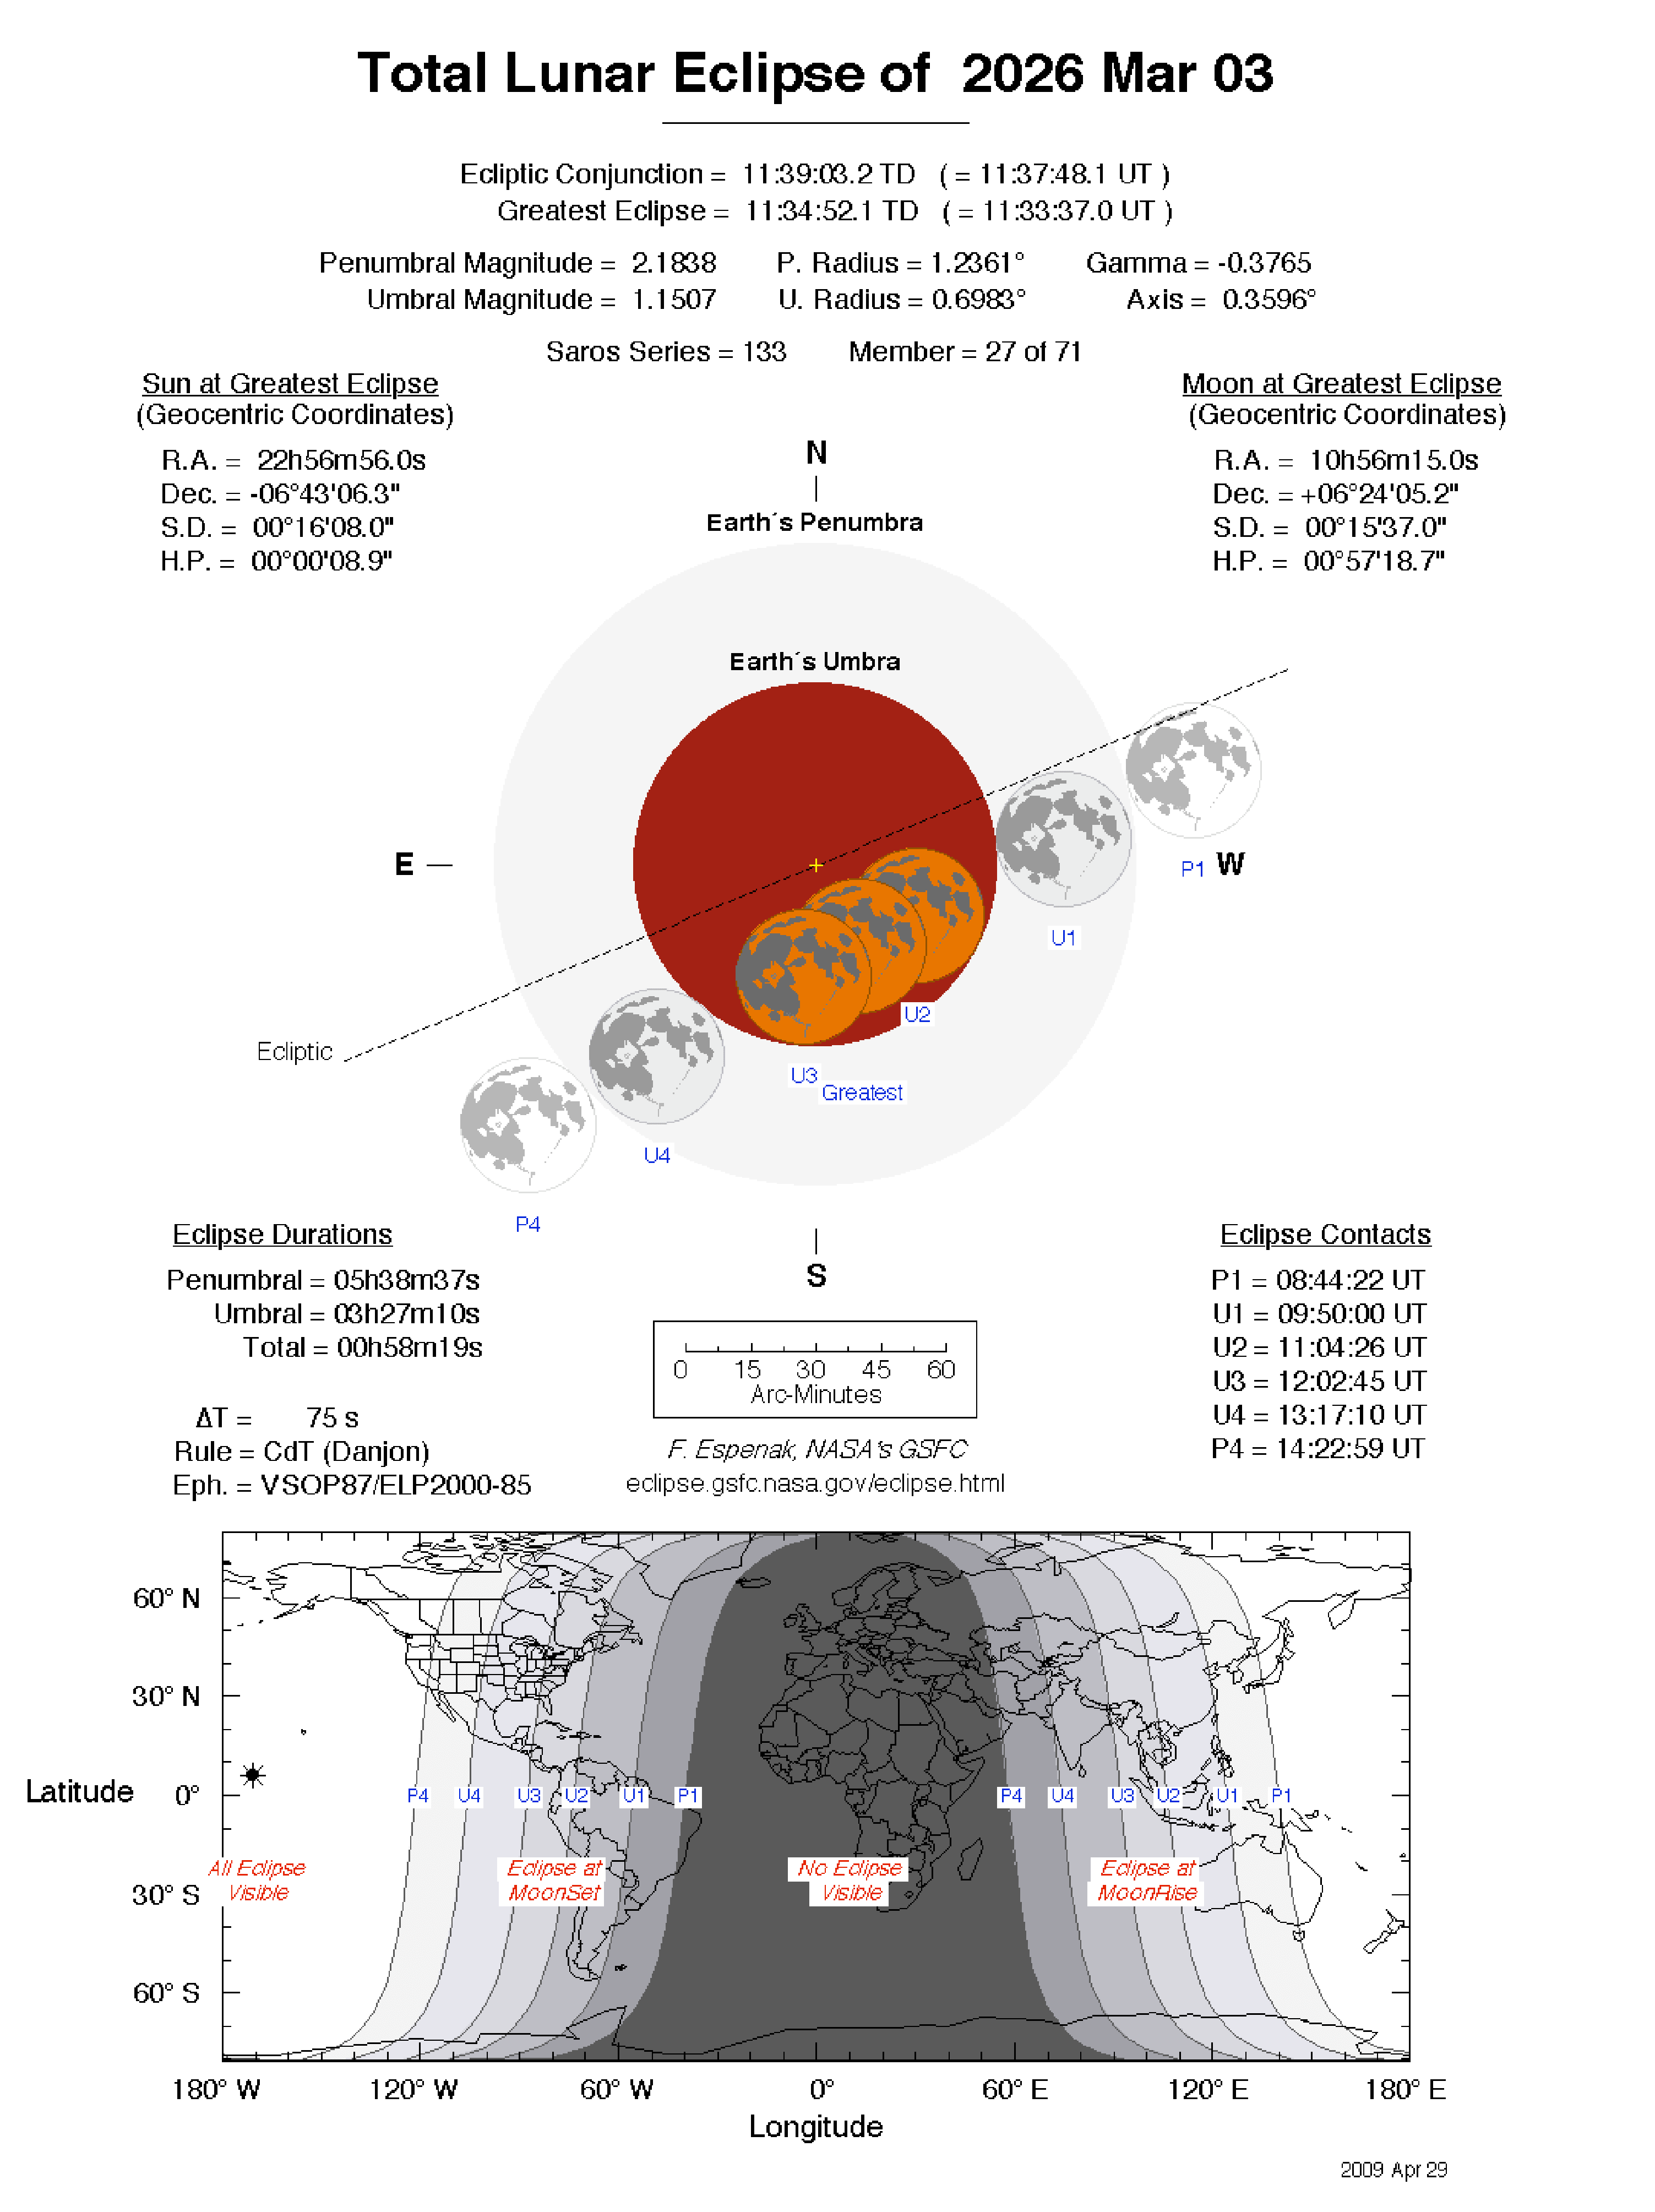 Total Lunar Eclipse of 2026 Mar 03
Ecliptic Conjunction = 11:39:03.2 TD ( = 11:37:48.1 UT )
Greatest Eclipse = 11:34:52.1 TD ( = 11:33:37.0 UT )
Penumbral Magnitude = 2.1838 P. Radius = 1.2361° Gamma = -0.3765
Umbral Magnitude = 1.1507 U. Radius = 0.6983° Axis = 0.3596°
Saros Series = 133 Member = 27 of 71
Sun at Greatest Eclipse
(Geocentric Coordinates)
R.A. = 22h56m56.0s
Dec. = -06°43'06.3"
S.D. = 00°16'08.0"
H.P. = 00°00'08.9"
Moon at Greatest Eclipse
(Geocentric Coordinates)
R.A. = 10h56m15.0s
Dec. = +06°24'05.2"
S.D. = 00°15'37.0"
H.P. = 00°57'18.7"
N
Earth´s Penumbra
Earth´s Umbra
E
P1 W
U1
U2
Ecliptic
U3
Greatest
U4
P4
S
Eclipse Durations
Penumbral = 05h38m37s
Umbral = 03h27m10s
Total = 00h58m19s
ΔT = 75 s
Rule = CdT (Danjon)
Eph. = VSOP87/ELP2000-85
0 15 30 45 60
Arc-Minutes
F. Espenak, NASA's GSFC
eclipse.gsfc.nasa.gov/eclipse.html
Eclipse Contacts
P1 = 08:44:22 UT
U1 = 09:50:00 UT
U2 = 11:04:26 UT
U3 = 12:02:45 UT
U4 = 13:17:10 UT
P4 = 14:22:59 UT
60° N
30° N
Latitude 0°
30° S
60° S
P4 U4 U3 U2 U1 P1 P4 U4 U3 U2 U1 P1
All Eclipse
Visible
Eclipse at
MoonSet
No Eclipse
Visible
Eclipse at
MoonRise
180° W 120° W 60° W 0° 60° E 120° E 180° E
Longitude
2009 Apr 29